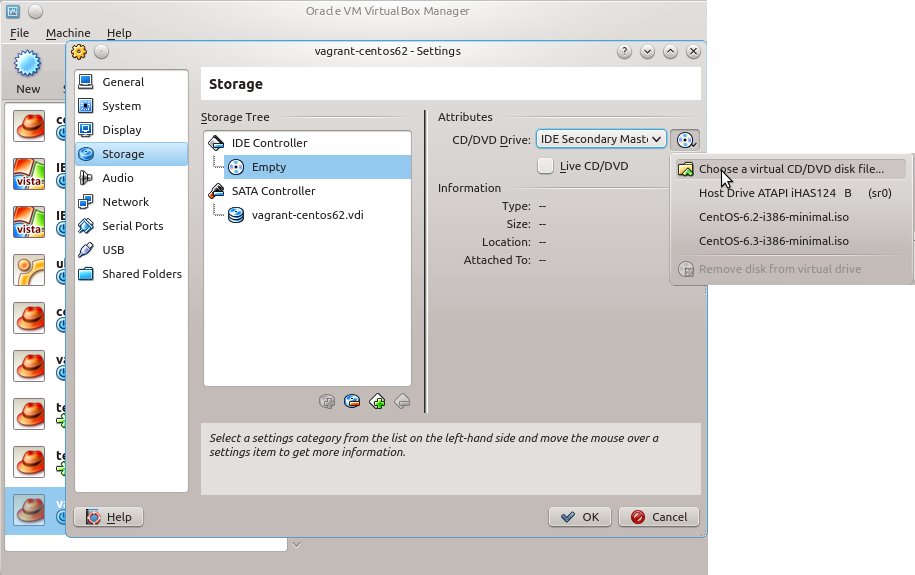 Oracle VM VirtualBox Manager
File Machine Help
New
vagrant-centos62 - Settings
General
System
Display
Storage
Audio
Network
Serial Ports
USB
Shared Folders
Storage
Storage Tree
IDE Controller
Empty
SATA Controller
vagrant-centos62.vdi
Attributes
CD/DVD Drive: IDE Secondary Mast
Live CD/DVD
Information
Type: --
Size: --
Location: --
Attached To: --
Choose a virtual CD/DVD disk file...
Host Drive ATAPI iHAS124 B (sr0)
CentOS-6.2-i386-minimal.iso
CentOS-6.3-i386-minimal.iso
Remove disk from virtual drive
Select a settings category from the list on the left-hand side and move the mouse over a
settings item to get more information.
Help
OK
Cancel